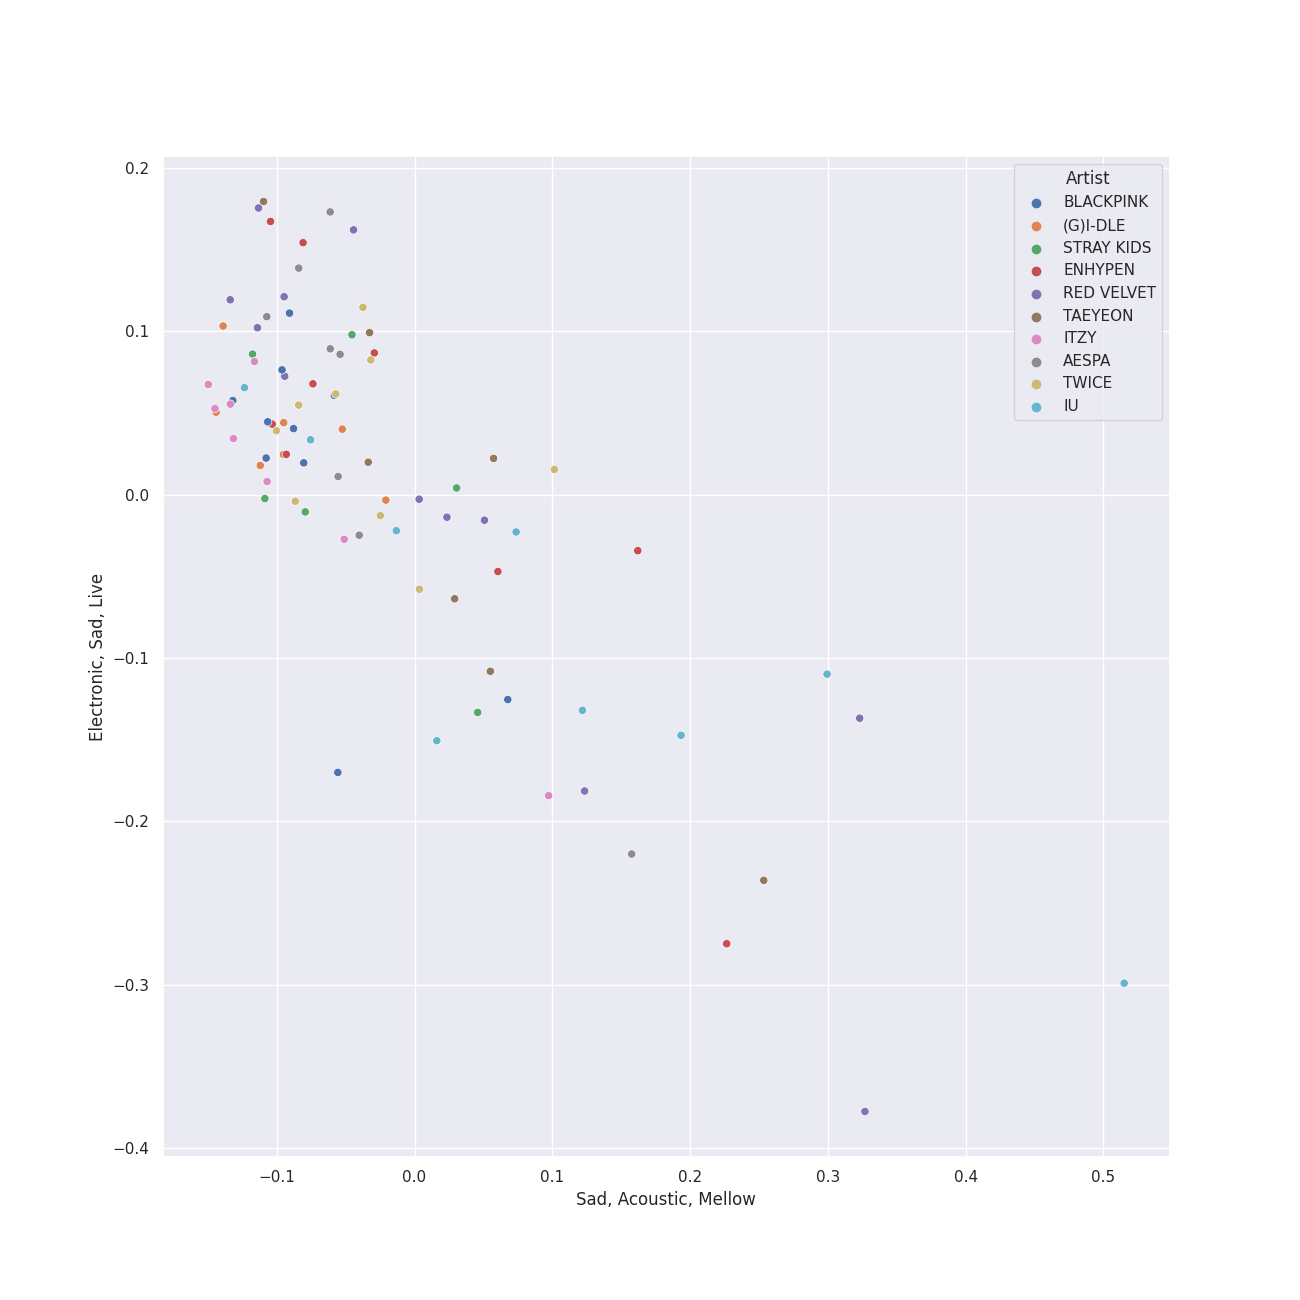 Artist
BLACKPINK
(G)I-DLE
STRAY KIDS
ENHYPEN
RED VELVET
TAEYEON
ITZY
AESPA
TWICE
IU
0.2
0.1
0.0
−0.1
−0.2
−0.3
−0.4
Electronic, Sad, Live
−0.1 0.0 0.1 0.2 0.3 0.4 0.5
Sad, Acoustic, Mellow